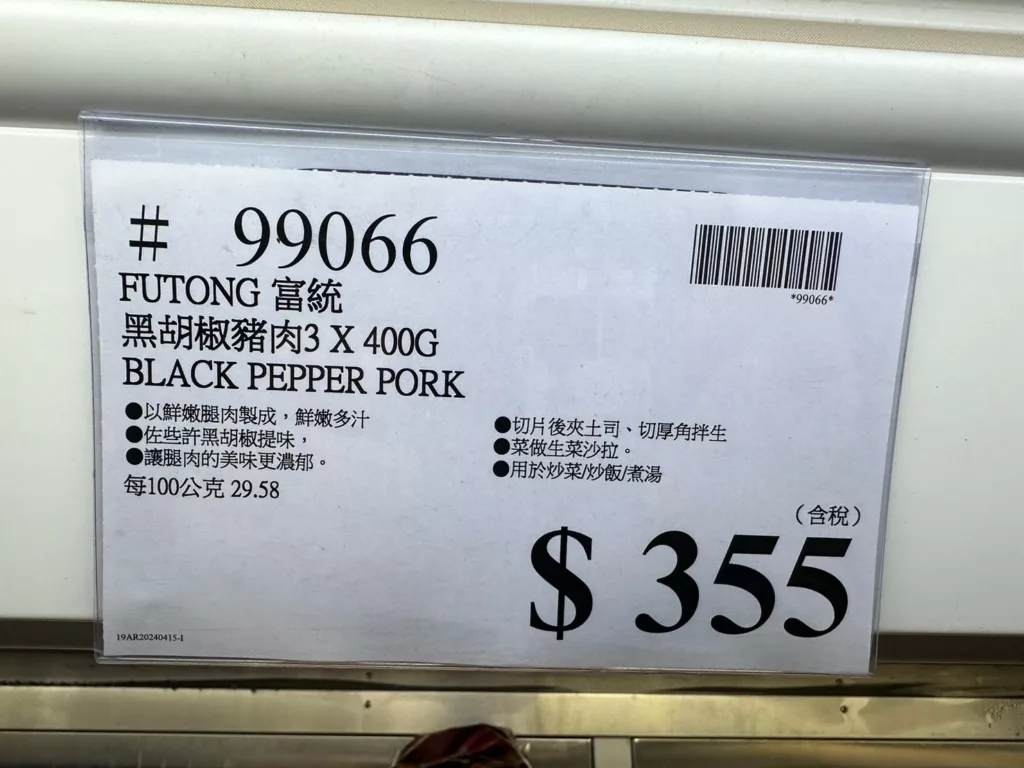 # 99066
*99066*
FUTONG 富統
黑胡椒豬肉3 X 400G
BLACK PEPPER PORK
●以鮮嫩腿肉製成，鮮嫩多汁
●佐些許黑胡椒提味，
●讓腿肉的美味更濃郁。
每100公克 29.58
●切片後夾土司、切厚角拌生
●菜做生菜沙拉。
●用於炒菜/炒飯/煮湯
（含稅）
$ 355
19AR20240415-I